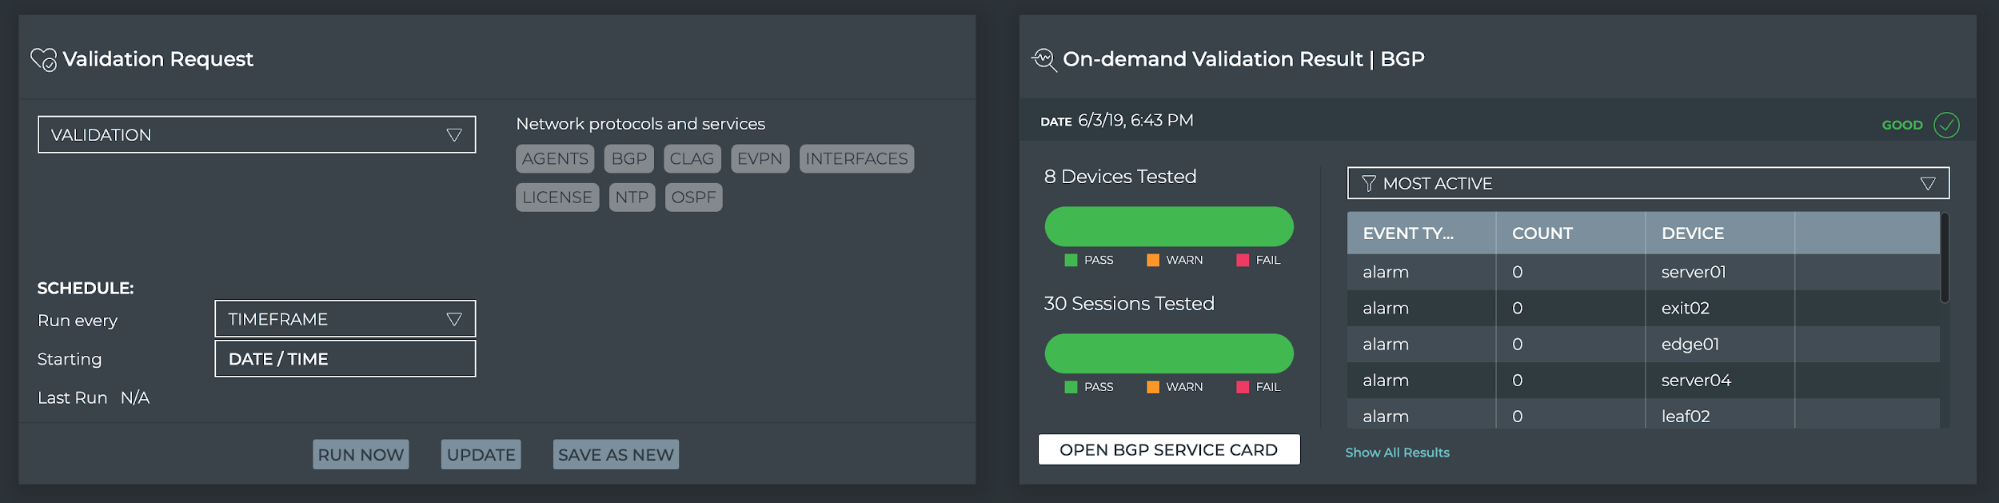 Validation Request
VALIDATION
Network protocols and services
AGENTS BGP CLAG EVPN INTERFACES
LICENSE NTP OSPF
SCHEDULE:
Run every TIMEFRAME
Starting DATE / TIME
Last Run N/A
RUN NOW UPDATE SAVE AS NEW
On-demand Validation Result | BGP
DATE 6/3/19, 6:43 PM GOOD
8 Devices Tested
PASS WARN FAIL
30 Sessions Tested
PASS WARN FAIL
OPEN BGP SERVICE CARD
MOST ACTIVE
EVENT TY... COUNT DEVICE
alarm 0 server01
alarm 0 exit02
alarm 0 edge01
alarm 0 server04
alarm 0 leaf02
Show All Results